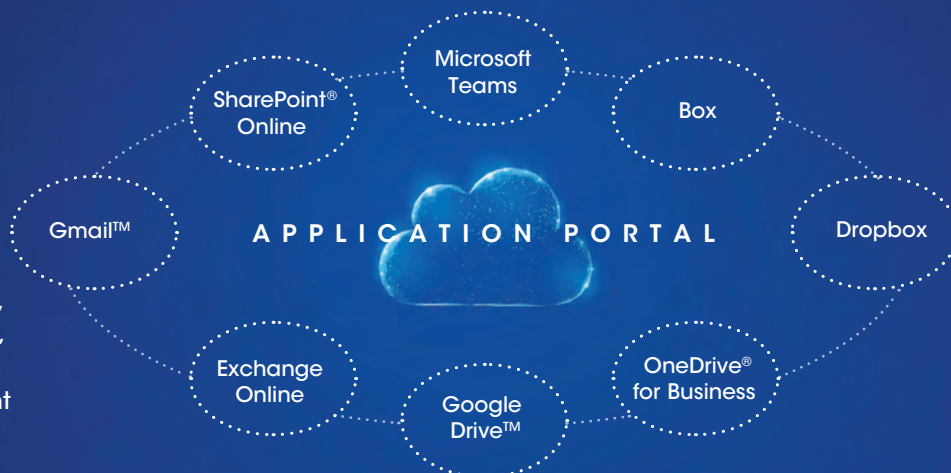 Microsoft
Teams
SharePoint®
Online
Box
Gmail™
APPLICATION PORTAL
Dropbox
Exchange
Online
OneDrive®
for Business
Google
Drive™